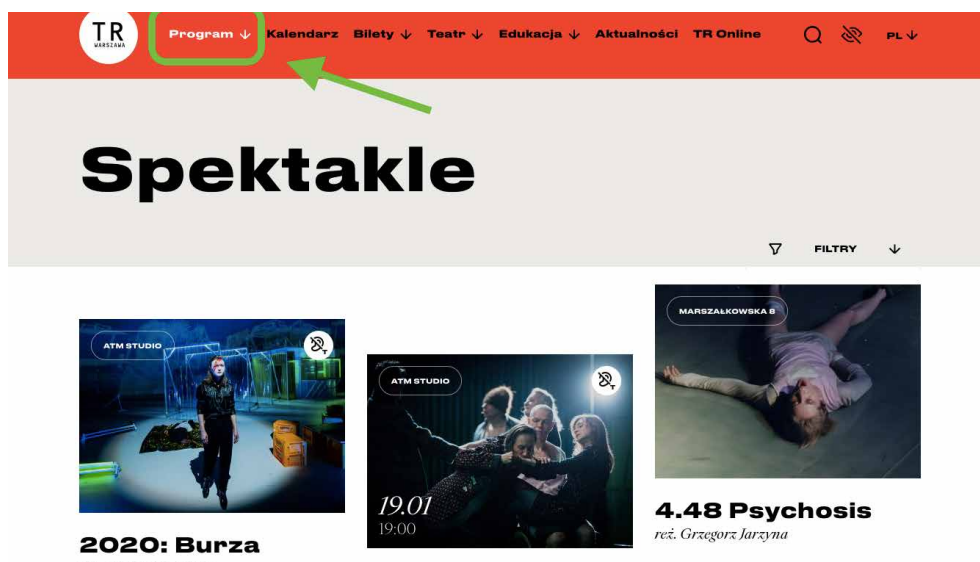 TR
WARSZAWA
Program ↓ Kalendarz Bilety ↓ Teatr ↓ Edukacja ↓ Aktualności TR Online PL ↓
Spektakle
FILTRY ↓
ATM STUDIO
2020: Burza
ATM STUDIO
19.01
19:00
MARSZAŁKOWSKA 8
4.48 Psychosis
reż. Grzegorz Jarzyna